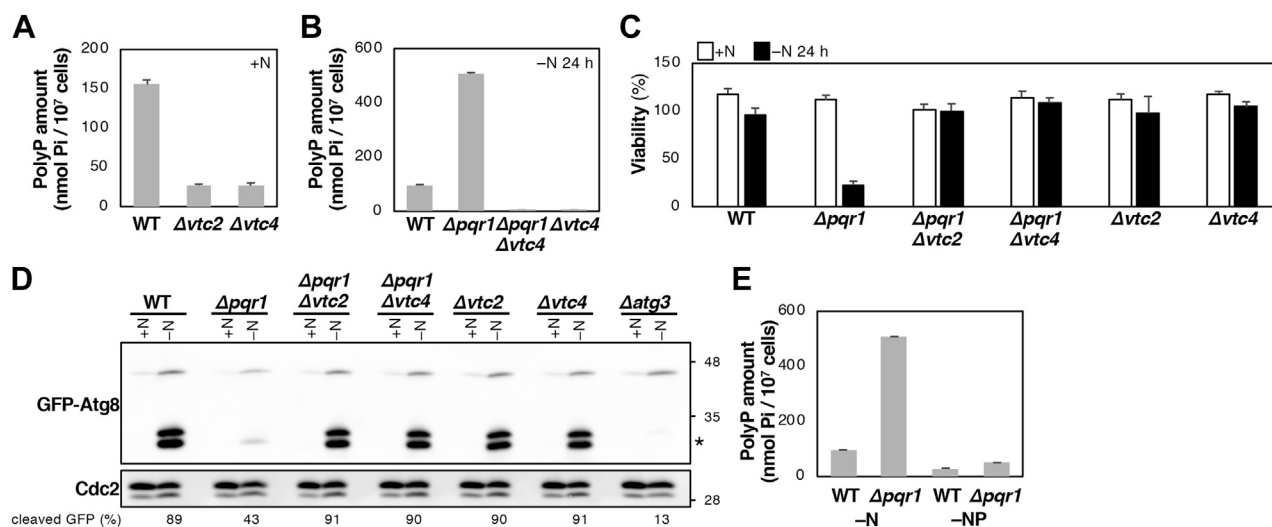 A
PolyP amount
(nmol Pi / 10⁷ cells)
200
150
100
50
0
+N
WT Δvtc2 Δvtc4
B
PolyP amount
(nmol Pi / 10⁷ cells)
600
400
200
0
–N 24 h
WT Δpqr1 Δpqr1 Δvtc4
Δvtc4
C
+N –N 24 h
Viability (%)
150
100
50
0
WT Δpqr1 Δpqr1 Δpqr1 Δvtc2 Δvtc4
Δvtc2 Δvtc4
D
Δpqr1 Δpqr1
WT Δpqr1 Δvtc2 Δvtc4 Δvtc2 Δvtc4 Δatg3
+N –N +N –N +N –N +N –N +N –N +N –N +N –N
48
GFP-Atg8
35
*
Cdc2
28
cleaved GFP (%) 89 43 91 90 90 91 13
E
PolyP amount
(nmol Pi / 10⁷ cells)
600
400
200
0
WT Δpqr1 WT Δpqr1
–N –NP